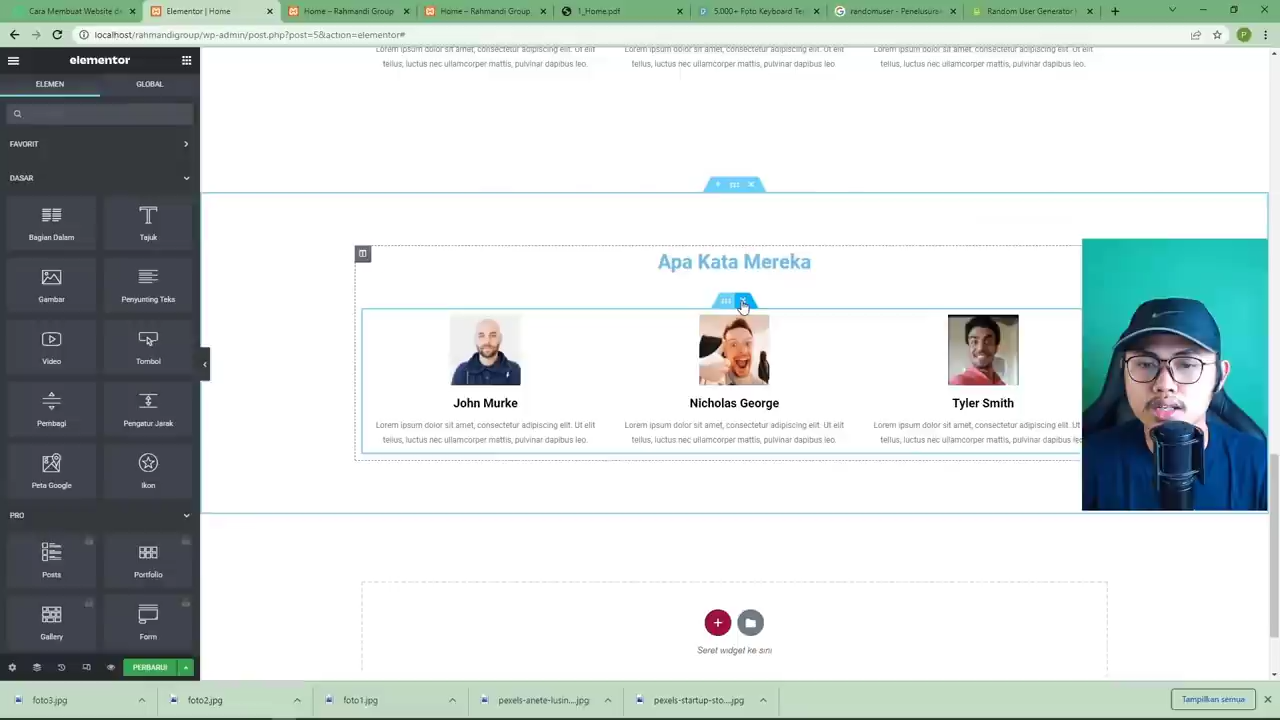 Cara Membuat Website d
Elementor | Home
Home – Rahmandi Group
Home – Rahmandi Group
1_Home.pdf
5.000+ Foto Keyboard Te
randomuser - Penelusura
Random User Generator |
localhost/rahmandigroup/wp-admin/post.php?post=5&action=elementor#
elementor
ELEMEN
GLOBAL
FAVORIT
DASAR
Bagian Dalam
Tajuk
Gambar
Penyunting Teks
Video
Tombol
Pembagi
Pengatur Jarak
Peta Google
Ikon
PRO
Posts
Portfolio
Gallery
Form
PERBARUI
Lorem ipsum dolor sit amet, consectetur adipiscing elit. Ut elit
tellus, luctus nec ullamcorper mattis, pulvinar dapibus leo.
Lorem ipsum dolor sit amet, consectetur adipiscing elit. Ut elit
tellus, luctus nec ullamcorper mattis, pulvinar dapibus leo.
Lorem ipsum dolor sit amet, consectetur adipiscing elit. Ut elit
tellus, luctus nec ullamcorper mattis, pulvinar dapibus leo.
Apa Kata Mereka
John Murke
Lorem ipsum dolor sit amet, consectetur adipiscing elit. Ut elit
tellus, luctus nec ullamcorper mattis, pulvinar dapibus leo.
Nicholas George
Lorem ipsum dolor sit amet, consectetur adipiscing elit. Ut elit
tellus, luctus nec ullamcorper mattis, pulvinar dapibus leo.
Tyler Smith
Lorem ipsum dolor sit amet, consectetur adipiscing elit. Ut
tellus, luctus nec ullamcorper mattis, pulvinar dapibus le
Seret widget ke sini
foto3.jpg
foto2.jpg
foto1.jpg
pexels-anete-lusin....jpg
pexels-startup-sto....jpg
Tampilkan semua